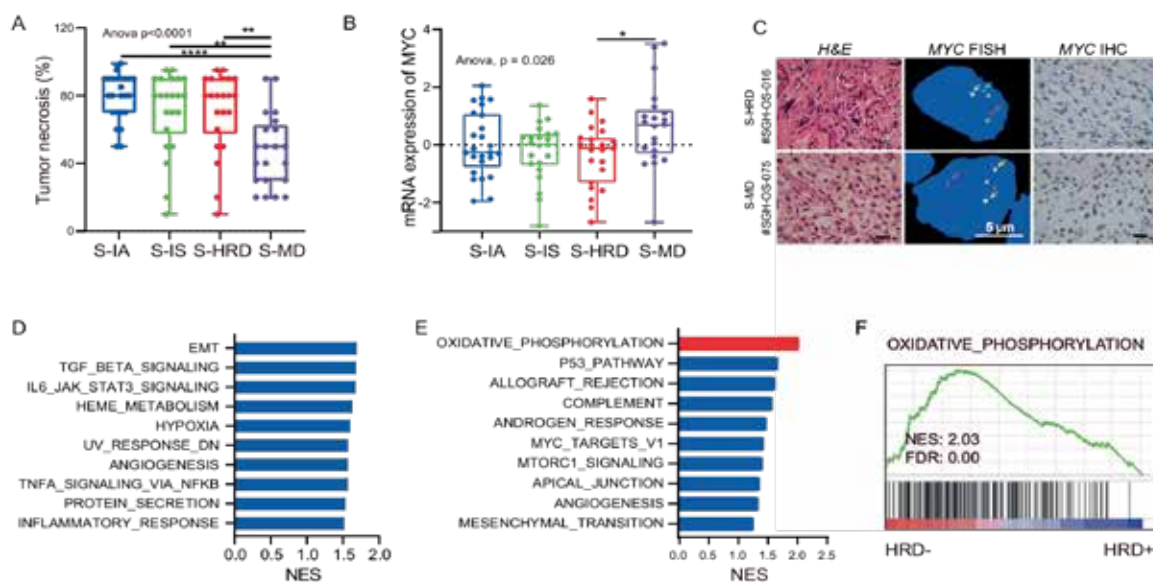 A
Anova p<0.0001
**
**
****
Tumor necrosis (%)
120
80
40
0
S-IA S-IS S-HRD S-MD
B
Anova, p = 0.026
*
mRNA expression of MYC
4
2
0
-2
S-IA S-IS S-HRD S-MD
C
H&E MYC FISH MYC IHC
S-HRD
#SGH-OS-016
S-MD
#SGH-OS-075
5 μm
D
EMT
TGF_BETA_SIGNALING
IL6_JAK_STAT3_SIGNALING
HEME_METABOLISM
HYPOXIA
UV_RESPONSE_DN
ANGIOGENESIS
TNFA_SIGNALING_VIA_NFKB
PROTEIN_SECRETION
INFLAMMATORY_RESPONSE
0.0 0.5 1.0 1.5 2.0
NES
E
OXIDATIVE_PHOSPHORYLATION
P53_PATHWAY
ALLOGRAFT_REJECTION
COMPLEMENT
ANDROGEN_RESPONSE
MYC_TARGETS_V1
MTORC1_SIGNALING
APICAL_JUNCTION
ANGIOGENESIS
MESENCHYMAL_TRANSITION
0.0 0.5 1.0 1.5 2.0 2.5
NES
F
OXIDATIVE_PHOSPHORYLATION
NES: 2.03
FDR: 0.00
HRD- HRD+